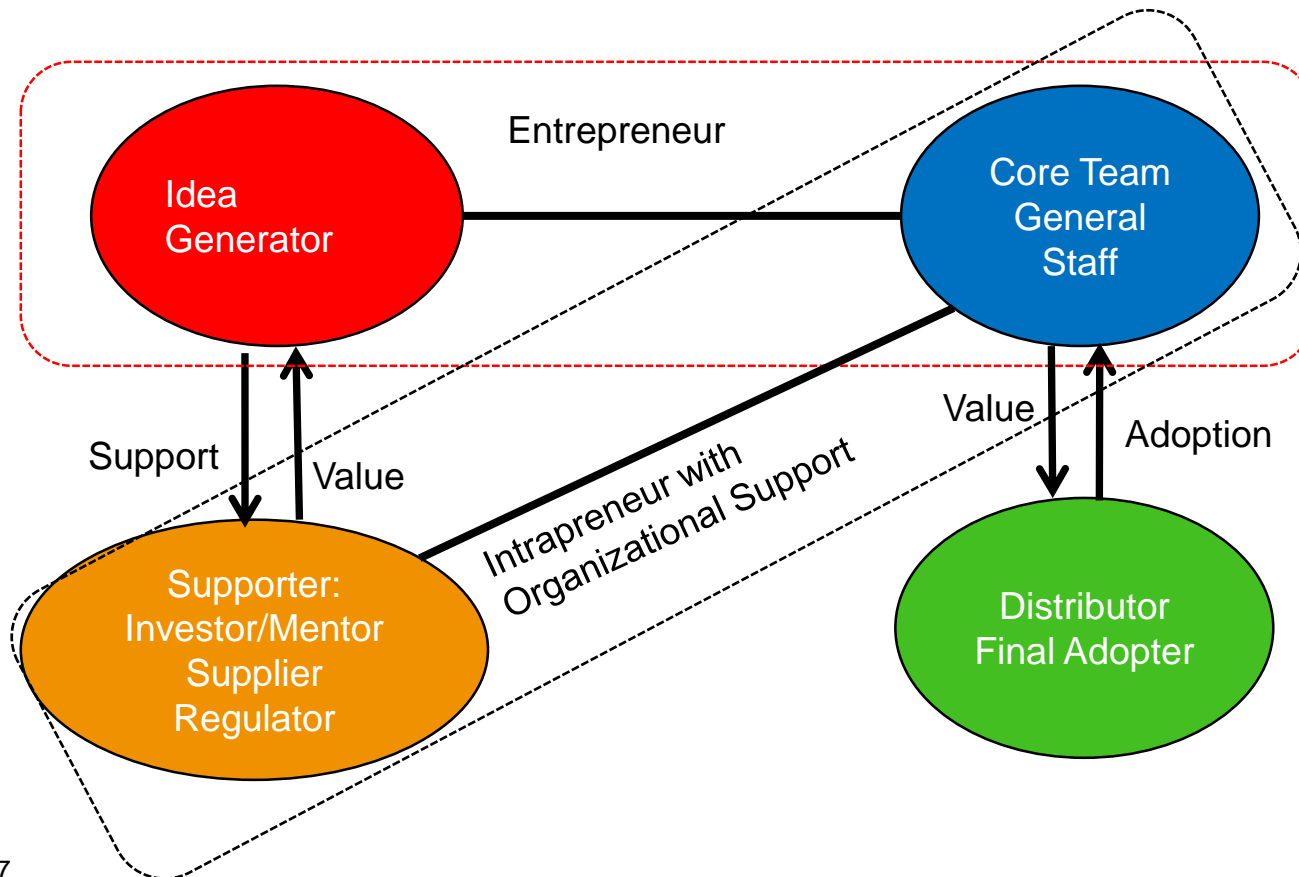 Entrepreneur
Idea
Generator
Core Team
General
Staff
Support
Value
Value
Adoption
Intrapreneur with
Organizational Support
Supporter:
Investor/Mentor
Supplier
Regulator
Distributor
Final Adopter
7